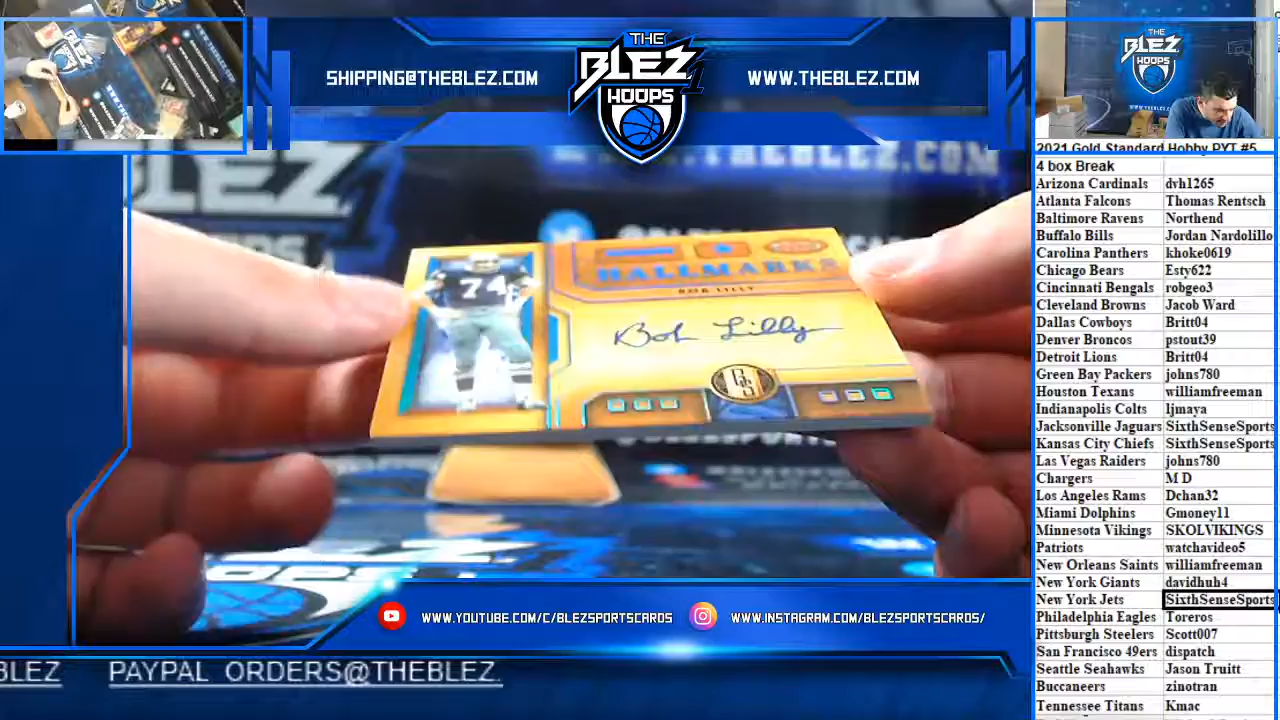 SHIPPING@THEBLEZ.COM
THE
BLEZ
HOOPS
WWW.THEBLEZ.COM
THE
BLEZ
HOOPS
2021 Gold Standard Hobby PYT #5
4 box Break
Arizona Cardinals dvh1265
Atlanta Falcons Thomas Rentsch
Baltimore Ravens Northend
Buffalo Bills Jordan Nardolillo
Carolina Panthers khoke0619
Chicago Bears Esty622
Cincinnati Bengals robgeo3
Cleveland Browns Jacob Ward
Dallas Cowboys Britt04
Denver Broncos pstout39
Detroit Lions Britt04
Green Bay Packers johns780
Houston Texans williamfreeman
Indianapolis Colts ljmaya
Jacksonville Jaguars SixthSenseSports
Kansas City Chiefs SixthSenseSports
Las Vegas Raiders johns780
Chargers M D
Los Angeles Rams Dchan32
Miami Dolphins Gmoney11
Minnesota Vikings SKOLVIKINGS
Patriots watchavideo5
New Orleans Saints williamfreeman
New York Giants davidhuh4
New York Jets SixthSenseSports
Philadelphia Eagles Toreros
Pittsburgh Steelers Scott007
San Francisco 49ers dispatch
Seattle Seahawks Jason Truitt
Buccaneers zinotran
Tennessee Titans Kmac
.THEBLEZ.COM
BLEZ
74
HALLMARKS
BOB LILLY
Bob Lilly
WWW.YOUTUBE.COM/C/BLEZSPORTSCARDS
WWW.INSTAGRAM.COM/BLEZSPORTSCARDS/
BLEZ PAYPAL ORDERS@THEBLEZ.